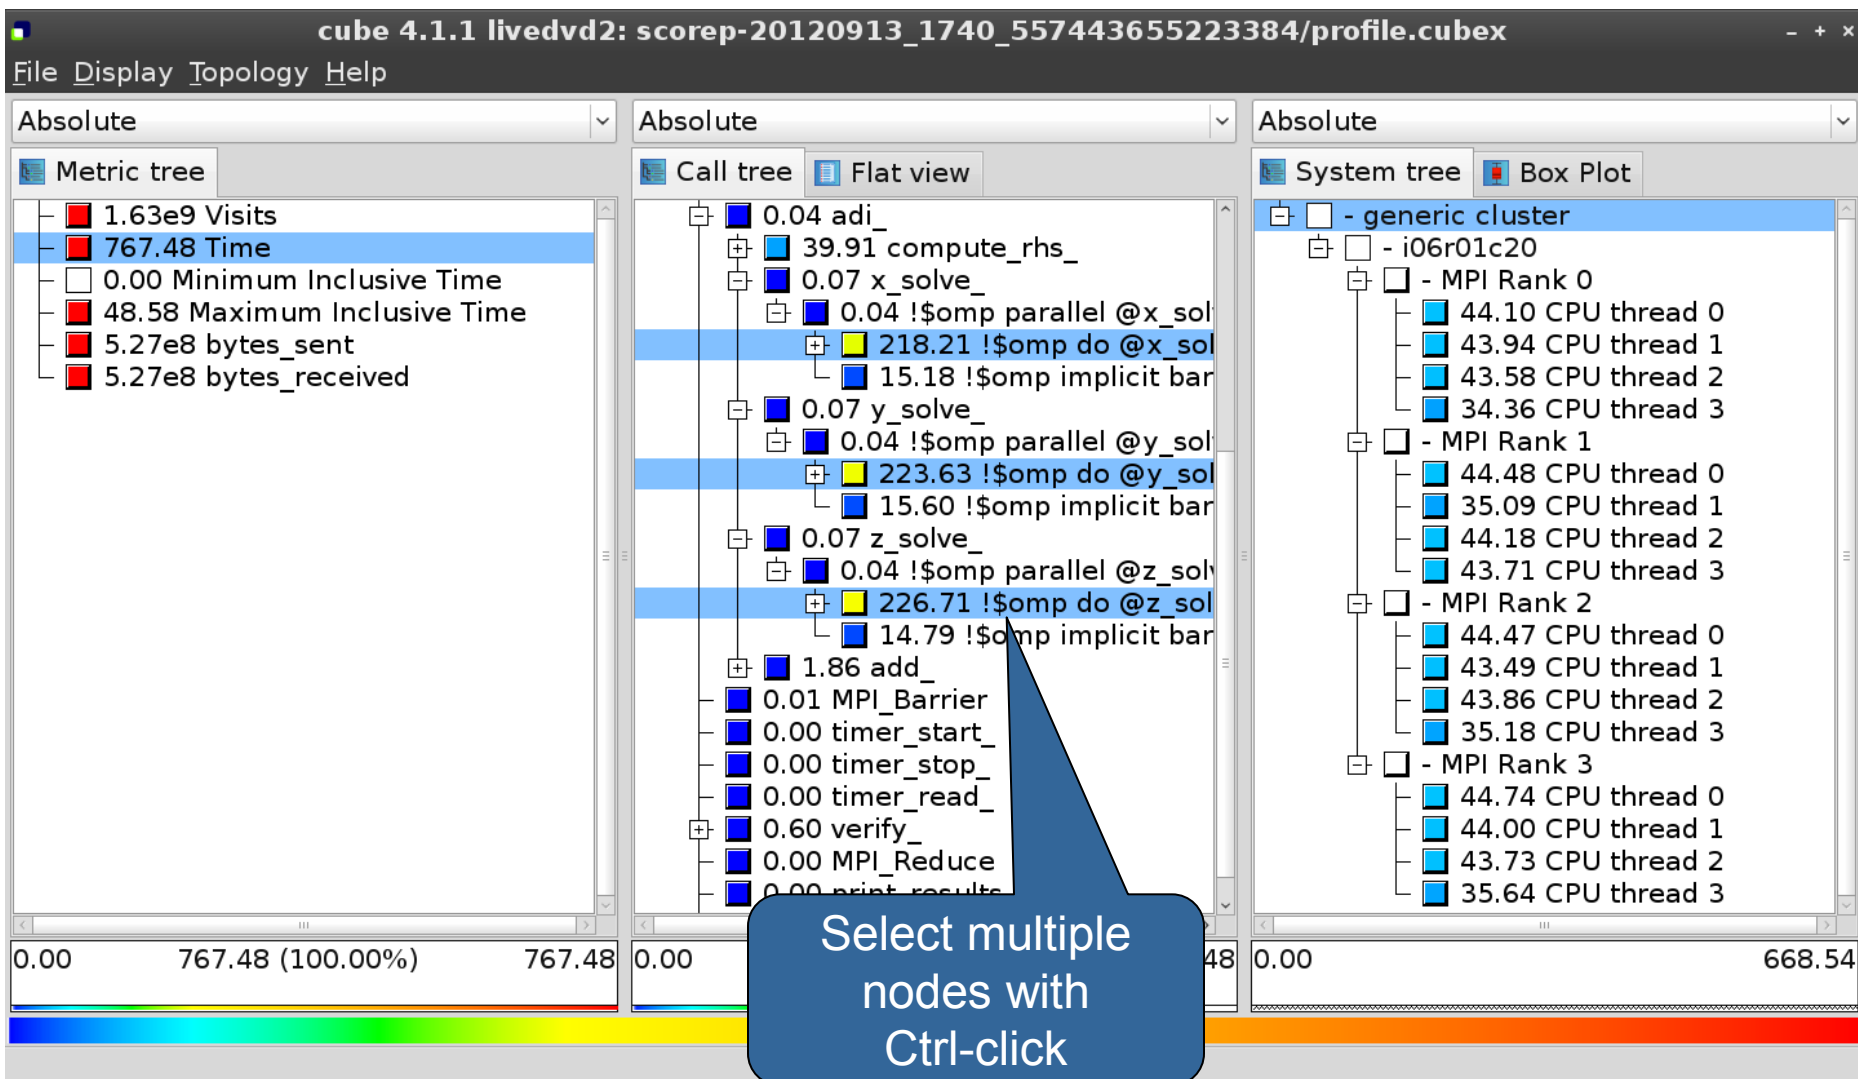 cube 4.1.1 livedvd2: scorep-20120913_1740_557443655223384/profile.cubex
File Display Topology Help
Absolute
Metric tree
1.63e9 Visits
767.48 Time
0.00 Minimum Inclusive Time
48.58 Maximum Inclusive Time
5.27e8 bytes_sent
5.27e8 bytes_received
0.00 767.48 (100.00%) 767.48
Absolute
Call tree Flat view
0.04 adi_
39.91 compute_rhs_
0.07 x_solve_
0.04 !$omp parallel @x_sol
218.21 !$omp do @x_sol
15.18 !$omp implicit bar
0.07 y_solve_
0.04 !$omp parallel @y_sol
223.63 !$omp do @y_sol
15.60 !$omp implicit bar
0.07 z_solve_
0.04 !$omp parallel @z_solv
226.71 !$omp do @z_sol
14.79 !$omp implicit bar
1.86 add_
0.01 MPI_Barrier
0.00 timer_start_
0.00 timer_stop_
0.00 timer_read_
0.60 verify_
0.00 MPI_Reduce
0.00 print_results
0.00 48
Select multiple
nodes with
Ctrl-click
Absolute
System tree Box Plot
- generic cluster
- i06r01c20
- MPI Rank 0
44.10 CPU thread 0
43.94 CPU thread 1
43.58 CPU thread 2
34.36 CPU thread 3
- MPI Rank 1
44.48 CPU thread 0
35.09 CPU thread 1
44.18 CPU thread 2
43.71 CPU thread 3
- MPI Rank 2
44.47 CPU thread 0
43.49 CPU thread 1
43.86 CPU thread 2
35.18 CPU thread 3
- MPI Rank 3
44.74 CPU thread 0
44.00 CPU thread 1
43.73 CPU thread 2
35.64 CPU thread 3
0.00 668.54